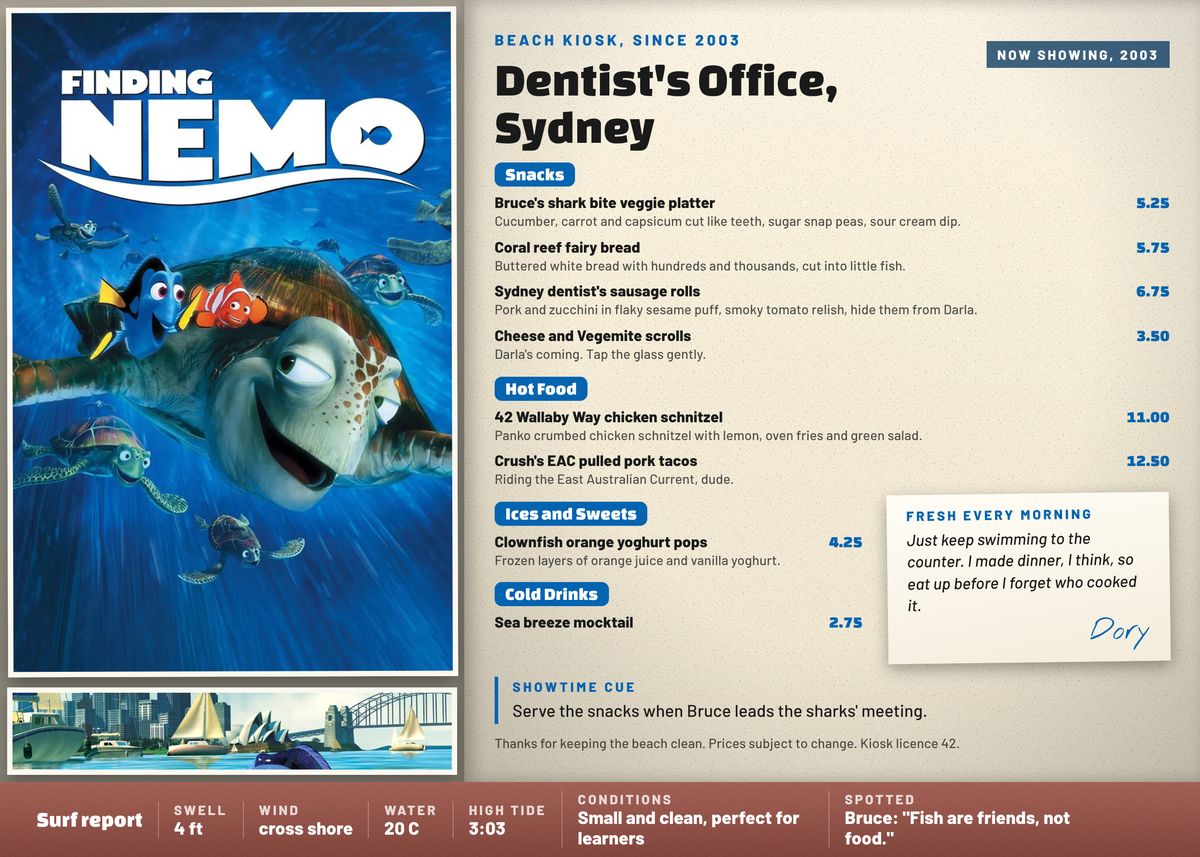 FINDING
NEMO
BEACH KIOSK, SINCE 2003
NOW SHOWING, 2003
Dentist's Office,
Sydney
Snacks
Bruce's shark bite veggie platter 5.25
Cucumber, carrot and capsicum cut like teeth, sugar snap peas, sour cream dip.
Coral reef fairy bread 5.75
Buttered white bread with hundreds and thousands, cut into little fish.
Sydney dentist's sausage rolls 6.75
Pork and zucchini in flaky sesame puff, smoky tomato relish, hide them from Darla.
Cheese and Vegemite scrolls 3.50
Darla's coming. Tap the glass gently.
Hot Food
42 Wallaby Way chicken schnitzel 11.00
Panko crumbed chicken schnitzel with lemon, oven fries and green salad.
Crush's EAC pulled pork tacos 12.50
Riding the East Australian Current, dude.
Ices and Sweets
Clownfish orange yoghurt pops 4.25
Frozen layers of orange juice and vanilla yoghurt.
Cold Drinks
Sea breeze mocktail 2.75
FRESH EVERY MORNING
Just keep swimming to the
counter. I made dinner, I think, so
eat up before I forget who cooked
it.
Dory
SHOWTIME CUE
Serve the snacks when Bruce leads the sharks' meeting.
Thanks for keeping the beach clean. Prices subject to change. Kiosk licence 42.
Surf report
SWELL
4 ft
WIND
cross shore
WATER
20 C
HIGH TIDE
3:03
CONDITIONS
Small and clean, perfect for
learners
SPOTTED
Bruce: "Fish are friends, not
food."